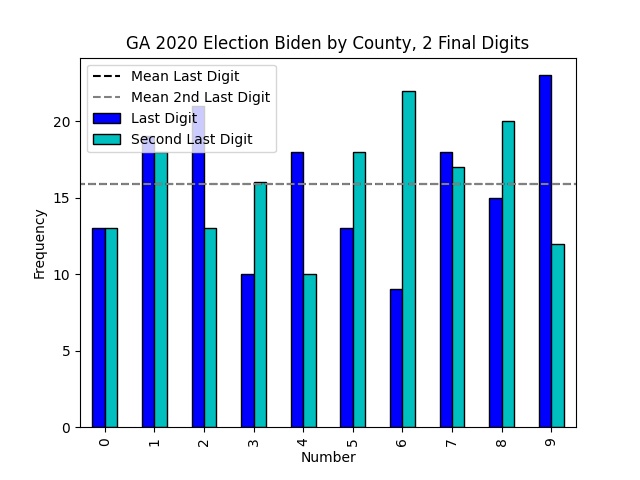 GA 2020 Election Biden by County, 2 Final Digits
Mean Last Digit
Mean 2nd Last Digit
Last Digit
Second Last Digit
Frequency
20
15
10
5
0
0 1 2 3 4 5 6 7 8 9
Number